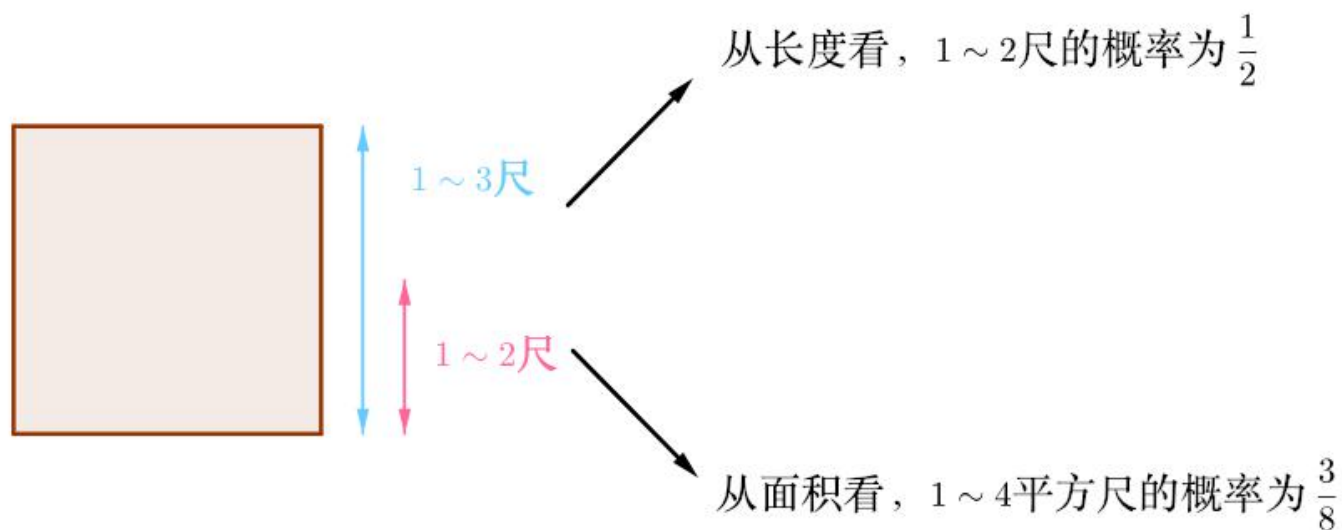 从长度看，1 ~ 2尺的概率为 1/2
1 ~ 3尺
1 ~ 2尺
从面积看，1 ~ 4平方尺的概率为 3/8